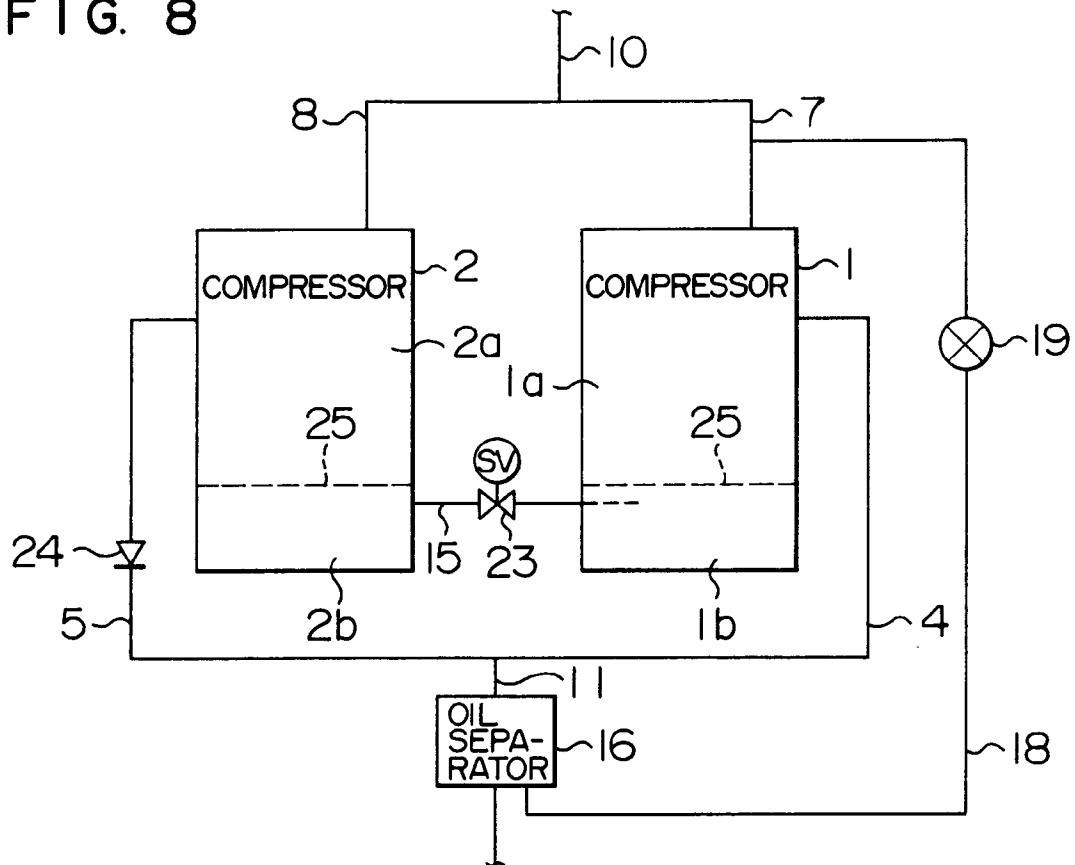 FIG. 8
10
8
7
2
1
COMPRESSOR
COMPRESSOR
2a
19
1a
25
SV
25
24
15
23
5
2b
1b
4
11
OIL
SEPA-
RATOR
16
18